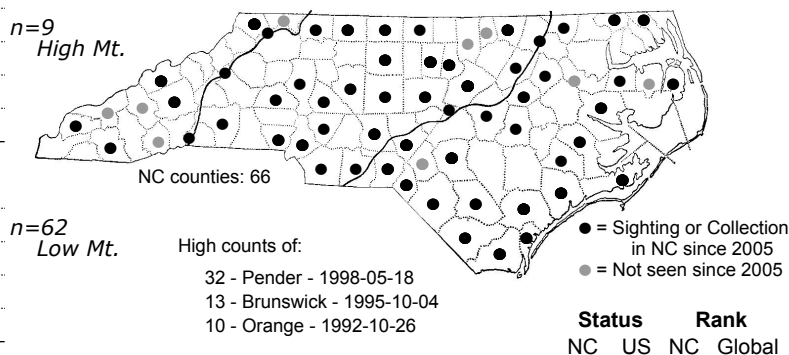 n=9
High Mt.
NC counties: 66
n=62
Low Mt.
High counts of:
32 - Pender - 1998-05-18
13 - Brunswick - 1995-10-04
10 - Orange - 1992-10-26
● = Sighting or Collection
in NC since 2005
● = Not seen since 2005
Status Rank
NC US NC Global